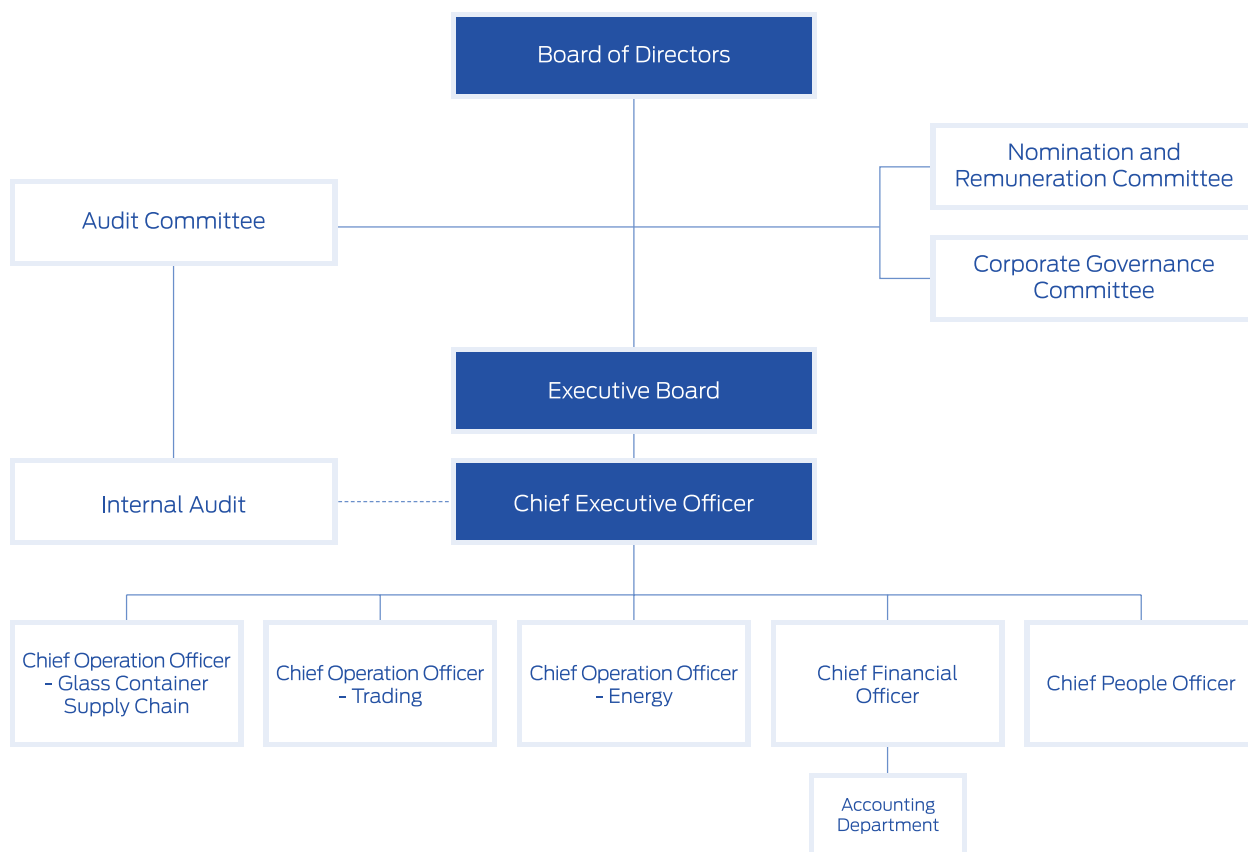 Board of Directors
Nomination and
Remuneration Committee
Audit Committee
Corporate Governance
Committee
Executive Board
Internal Audit
Chief Executive Officer
Chief Operation Officer
- Glass Container
Supply Chain
Chief Operation Officer
- Trading
Chief Operation Officer
- Energy
Chief Financial
Officer
Chief People Officer
Accounting
Department